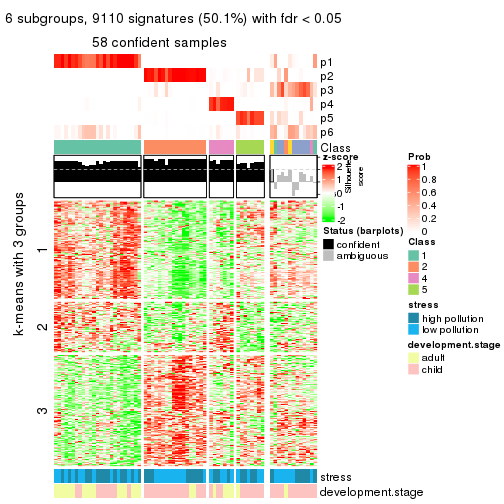 6 subgroups, 9110 signatures (50.1%) with fdr < 0.05
58 confident samples
p1
p2
p3
p4
p5
p6
Class
1
2
3
k-means with 3 groups
stress
development.stage
z-score
2
1
0
-1
-2
Silhouette
score
Status (barplots)
confident
ambiguous
Prob
1
0.8
0.6
0.4
0.2
0
Class
1
2
4
5
stress
high pollution
low pollution
development.stage
adult
child